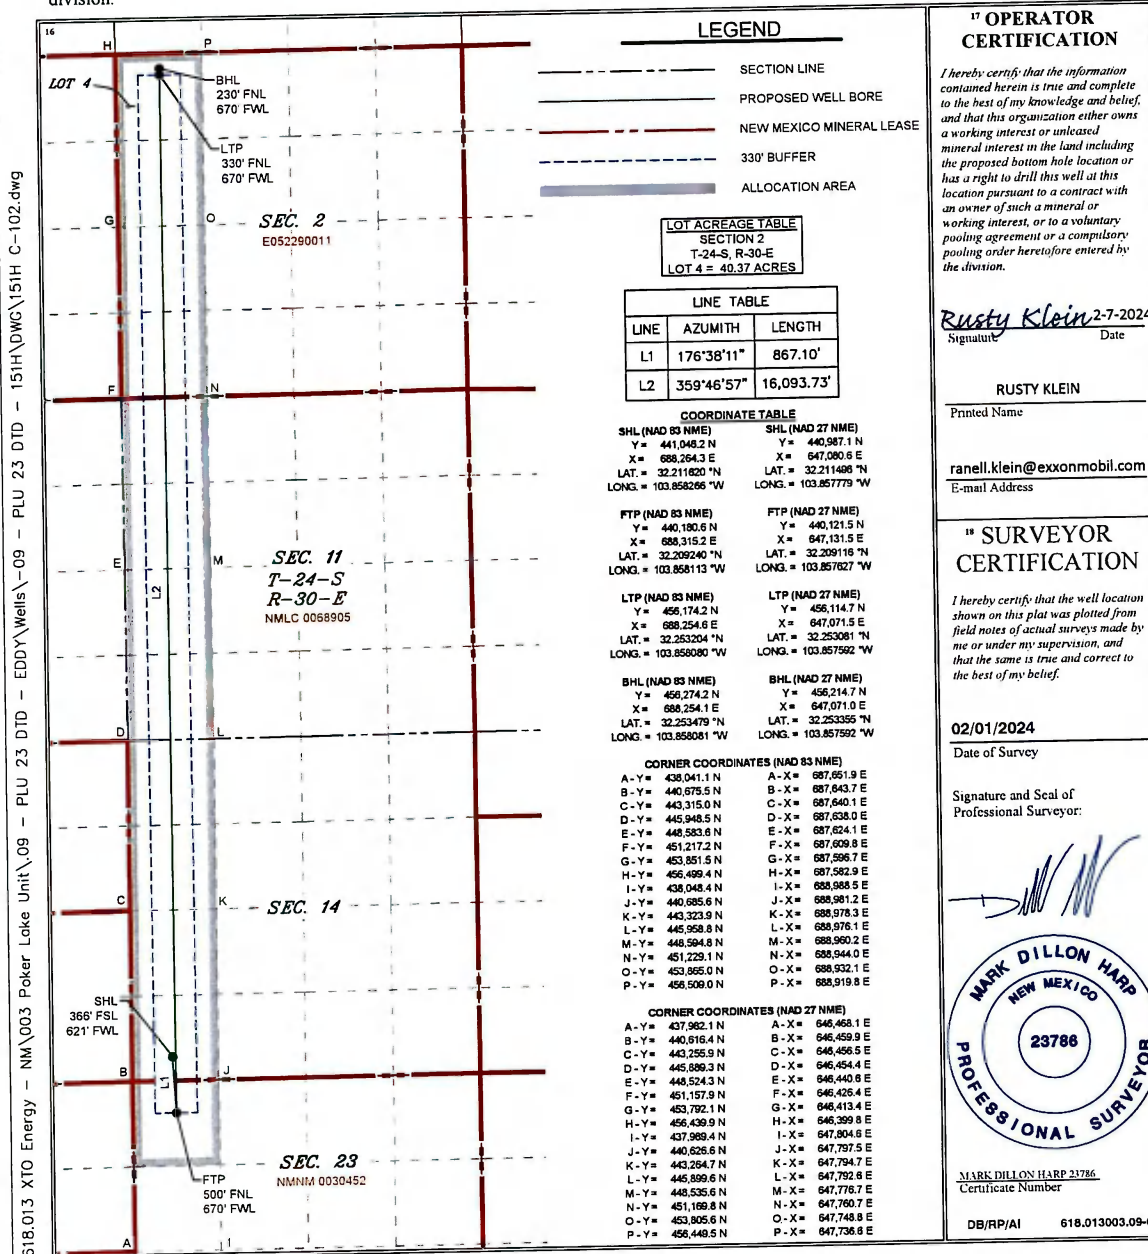 division.
16
H
P
LOT 4
BHL
230' FNL
670' FWL
LTP
330' FNL
670' FWL
G
O
SEC. 2
E052290011
F
N
E
M
SEC. 11
T-24-S
R-30-E
NMLC 0068905
L2
D
L
C
K
SEC. 14
SHL
366' FSL
621' FWL
B
J
L1
SEC. 23
NMNM 0030452
FTP
500' FNL
670' FWL
A
I
618.013 XTO Energy - NM\003 Poker Lake Unit\.09 - PLU 23 DTD - EDDY\Wells\-09 - PLU 23 DTD - 151H\DWG\151H C-102.dwg
LEGEND
SECTION LINE
PROPOSED WELL BORE
NEW MEXICO MINERAL LEASE
330' BUFFER
ALLOCATION AREA
LOT ACREAGE TABLE
SECTION 2
T-24-S, R-30-E
LOT 4 = 40.37 ACRES
LINE TABLE
LINE AZUMITH LENGTH
L1 176°38'11" 867.10'
L2 359°46'57" 16,093.73'
COORDINATE TABLE
SHL (NAD 83 NME) SHL (NAD 27 NME)
Y= 441,046.2 N Y= 440,987.1 N
X= 688,264.3 E X= 647,080.6 E
LAT. = 32.211620 °N LAT. = 32.211496 °N
LONG. = 103.858266 °W LONG. = 103.857779 °W
FTP (NAD 83 NME) FTP (NAD 27 NME)
Y= 440,180.6 N Y= 440,121.5 N
X= 688,315.2 E X= 647,131.5 E
LAT. = 32.209240 °N LAT. = 32.209116 °N
LONG. = 103.858113 °W LONG. = 103.857627 °W
LTP (NAD 83 NME) LTP (NAD 27 NME)
Y= 456,174.2 N Y= 456,114.7 N
X= 688,254.6 E X= 647,071.5 E
LAT. = 32.253204 °N LAT. = 32.253081 °N
LONG. = 103.858080 °W LONG. = 103.857592 °W
BHL (NAD 83 NME) BHL (NAD 27 NME)
Y= 456,274.2 N Y= 456,214.7 N
X= 688,254.1 E X= 647,071.0 E
LAT. = 32.253479 °N LAT. = 32.253355 °N
LONG. = 103.858081 °W LONG. = 103.857592 °W
CORNER COORDINATES (NAD 83 NME)
A-Y= 438,041.1 N A-X= 687,651.9 E
B-Y= 440,675.5 N B-X= 687,643.7 E
C-Y= 443,315.0 N C-X= 687,640.1 E
D-Y= 445,948.5 N D-X= 687,638.0 E
E-Y= 448,583.6 N E-X= 687,624.1 E
F-Y= 451,217.2 N F-X= 687,609.8 E
G-Y= 453,851.5 N G-X= 687,596.7 E
H-Y= 456,499.4 N H-X= 687,582.9 E
I-Y= 438,048.4 N I-X= 688,988.5 E
J-Y= 440,685.6 N J-X= 688,981.2 E
K-Y= 443,323.9 N K-X= 688,978.3 E
L-Y= 445,958.8 N L-X= 688,976.1 E
M-Y= 448,594.8 N M-X= 688,960.2 E
N-Y= 451,229.1 N N-X= 688,944.0 E
O-Y= 453,865.0 N O-X= 688,932.1 E
P-Y= 456,509.0 N P-X= 688,919.8 E
CORNER COORDINATES (NAD 27 NME)
A-Y= 437,982.1 N A-X= 646,468.1 E
B-Y= 440,616.4 N B-X= 646,459.9 E
C-Y= 443,255.9 N C-X= 646,456.5 E
D-Y= 445,889.3 N D-X= 646,454.4 E
E-Y= 448,524.3 N E-X= 646,440.6 E
F-Y= 451,157.9 N F-X= 646,426.4 E
G-Y= 453,792.1 N G-X= 646,413.4 E
H-Y= 456,439.9 N H-X= 646,399.8 E
I-Y= 437,989.4 N I-X= 647,804.6 E
J-Y= 440,626.6 N J-X= 647,797.5 E
K-Y= 443,264.7 N K-X= 647,794.7 E
L-Y= 445,899.6 N L-X= 647,792.6 E
M-Y= 448,535.6 N M-X= 647,776.7 E
N-Y= 451,169.8 N N-X= 647,760.7 E
O-Y= 453,805.6 N O-X= 647,748.8 E
P-Y= 456,449.5 N P-X= 647,736.6 E
17 OPERATOR
CERTIFICATION
I hereby certify that the information
contained herein is true and complete
to the best of my knowledge and belief,
and that this organization either owns
a working interest or unleased
mineral interest in the land including
the proposed bottom hole location or
has a right to drill this well at this
location pursuant to a contract with
an owner of such a mineral or
working interest, or to a voluntary
pooling agreement or a compulsory
pooling order heretofore entered by
the division.
Rusty Klein 2-7-2024
Signature Date
RUSTY KLEIN
Printed Name
ranell.klein@exxonmobil.com
E-mail Address
18 SURVEYOR
CERTIFICATION
I hereby certify that the well location
shown on this plat was plotted from
field notes of actual surveys made by
me or under my supervision, and
that the same is true and correct to
the best of my belief.
02/01/2024
Date of Survey
Signature and Seal of
Professional Surveyor:
MARK DILLON HARP
NEW MEXICO
23786
PROFESSIONAL SURVEYOR
MARK DILLON HARP 23786
Certificate Number
DB/RP/AI 618.013003.09-